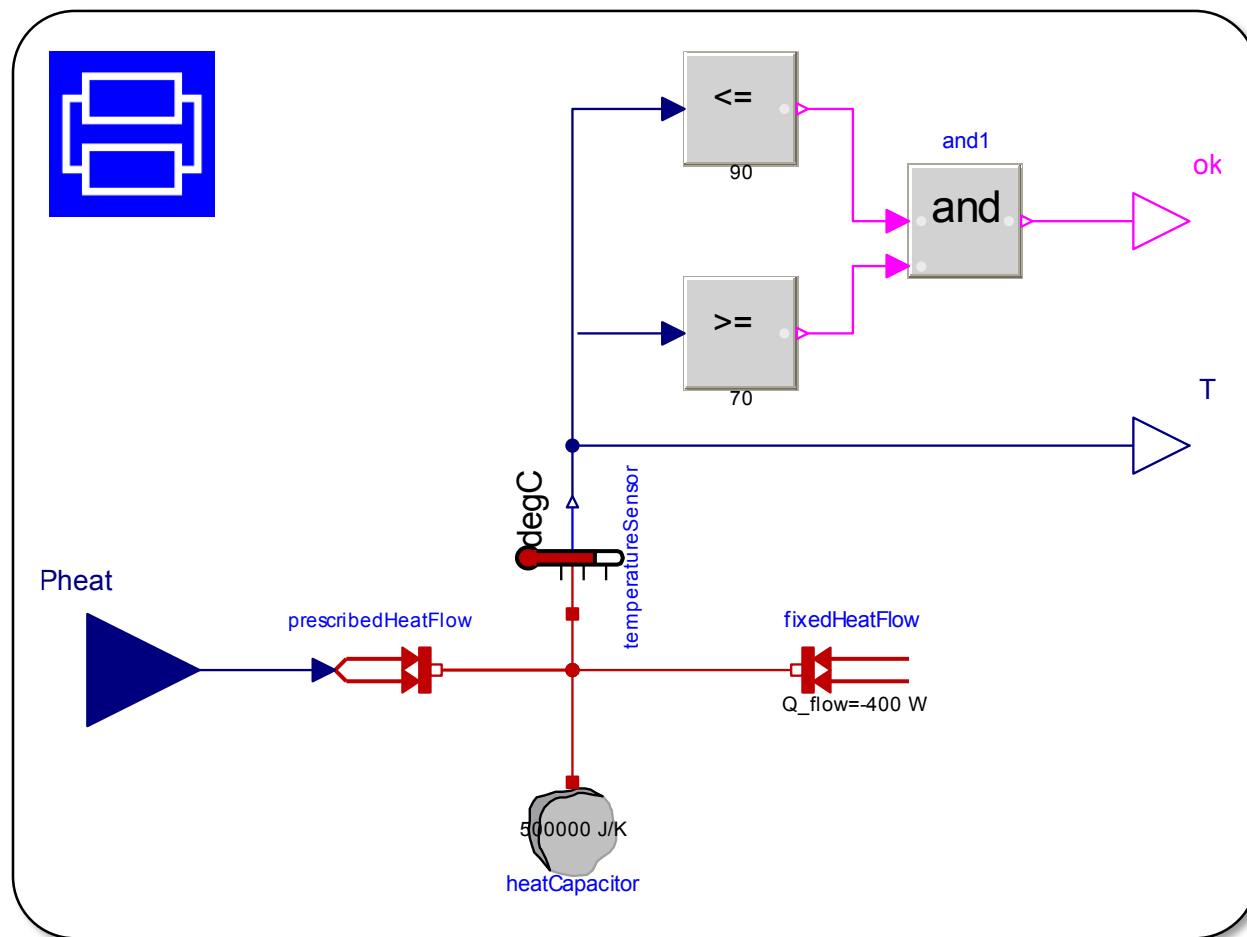 <=
90
and1
ok
and
>=
70
T
degC
temperatureSensor
Pheat
prescribedHeatFlow
fixedHeatFlow
Q_flow=-400 W
500000 J/K
heatCapacitor